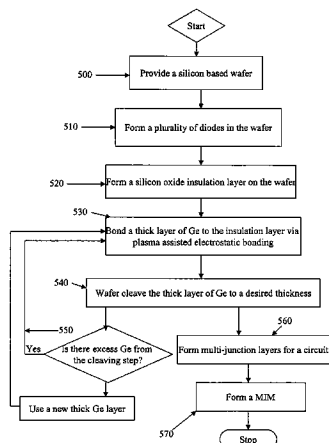 Start
500
Provide a silicon based wafer
510
Form a plurality of diodes in the wafer
520
Form a silicon oxide insulation layer on the wafer
530
Bond a thick layer of Ge to the insulation layer via
plasma assisted electrostatic bonding
540
Wafer cleave the thick layer of Ge to a desired thickness
550
560
Yes
Is there excess Ge from
the cleaving step?
Form multi-junction layers for a circuit
Use a new thick Ge layer
Form a MIM
570
Stop